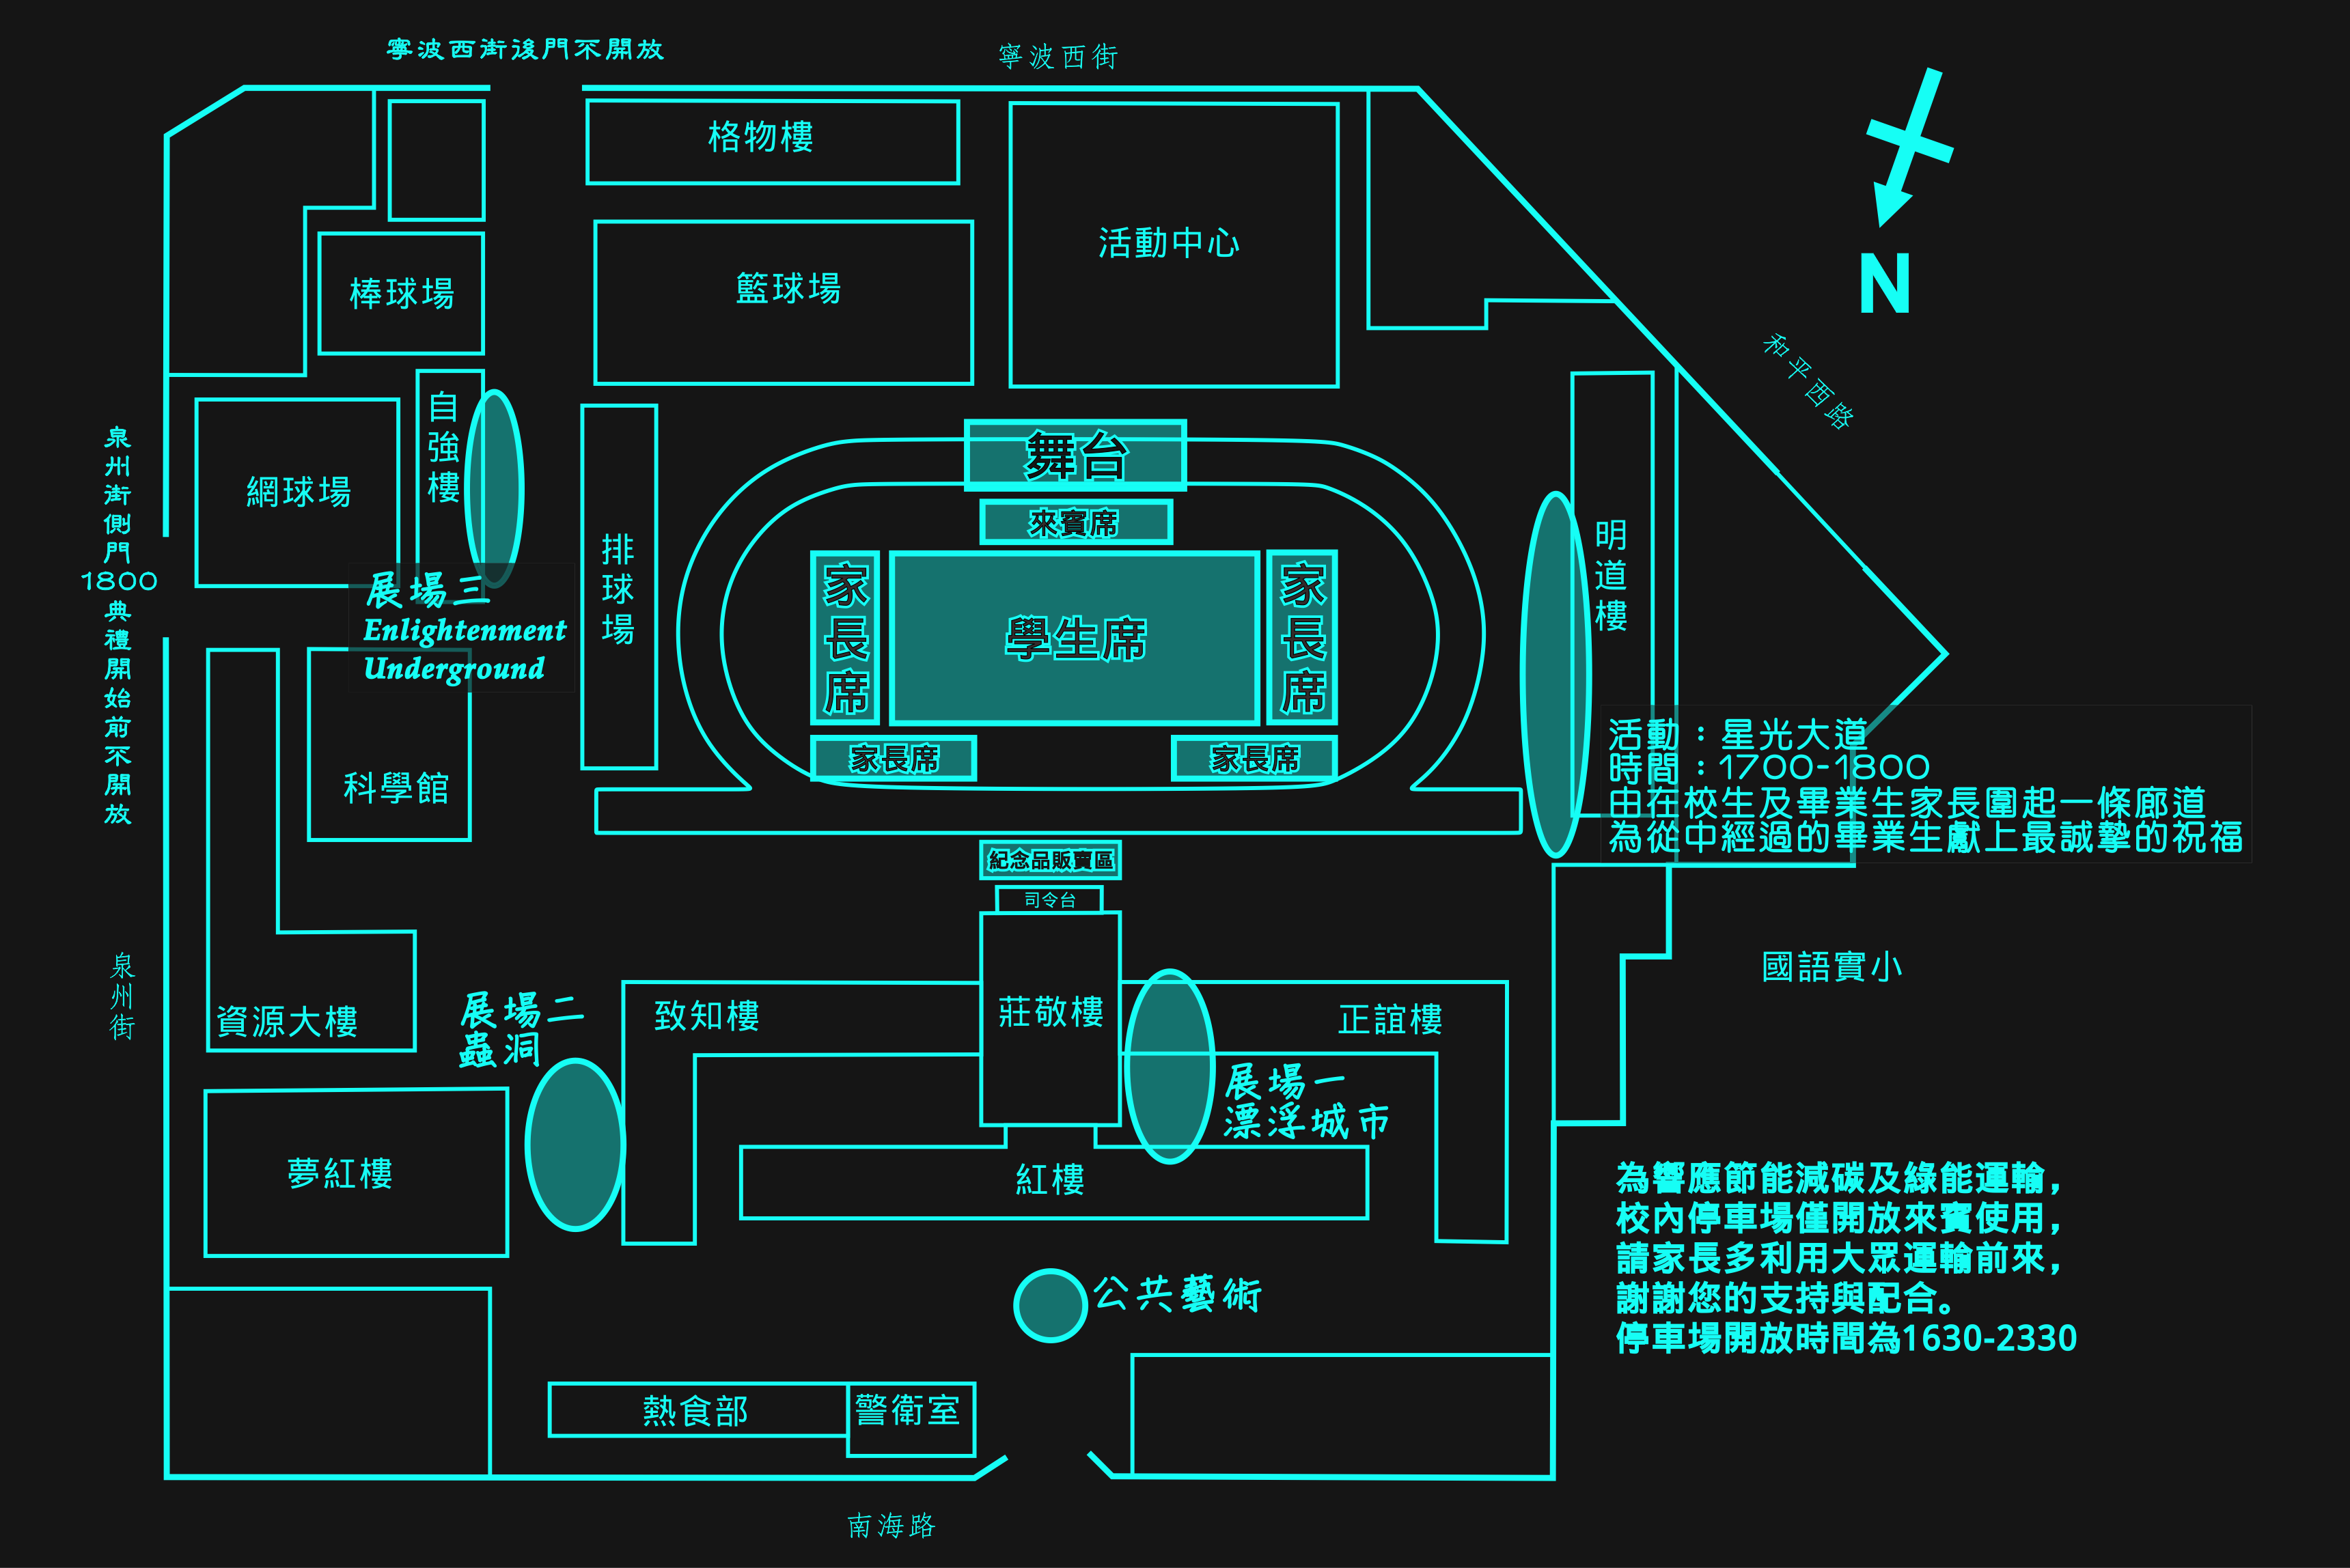 寧波西街後門不開放
寧波西街
格物樓
活動中心
籃球場
棒球場
N
和平西路
自強樓
網球場
排球場
舞台
來賓席
家長席
學生席
家長席
家長席
家長席
明道樓
泉州街側門1800典禮開始前不開放
展場三
Enlightenment
Underground
科學館
活動：星光大道
時間：1700-1800
由在校生及畢業生家長圍起一條廊道
為從中經過的畢業生獻上最誠摯的祝福
紀念品販賣區
司令台
泉州街
資源大樓
展場二
蟲洞
致知樓
莊敬樓
正誼樓
國語實小
展場一
漂浮城市
夢紅樓
紅樓
為響應節能減碳及綠能運輸，
校內停車場僅開放來賓使用，
請家長多利用大眾運輸前來，
謝謝您的支持與配合。
停車場開放時間為1630-2330
公共藝術
熱食部
警衛室
南海路